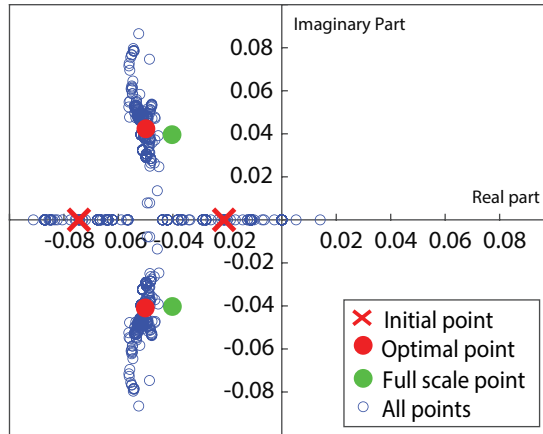 Imaginary Part
0.08
0.06
0.04
0.02
Real part
-0.08 -0.06 -0.04 -0.02 0.02 0.04 0.06 0.08
-0.02
-0.04
-0.06
-0.08
Initial point
Optimal point
Full scale point
All points